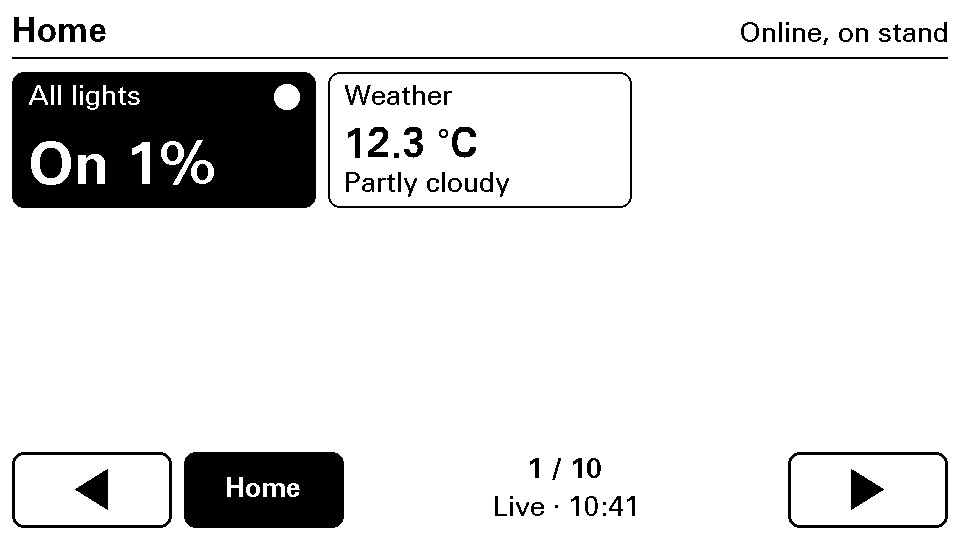 Home
Online, on stand
All lights
On 1%
Weather
12.3 °C
Partly cloudy
Home
1 / 10
Live · 10:41